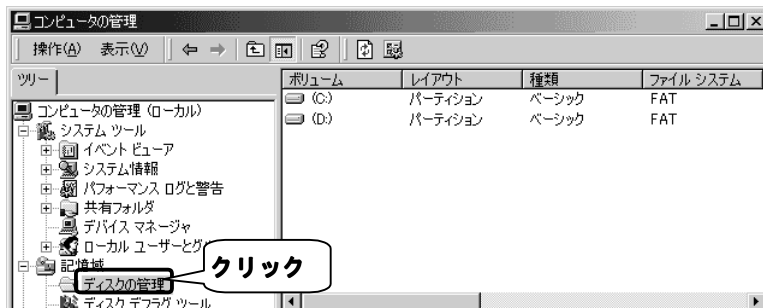 コンピュータの管理
操作(A) 表示(V)
ツリー
ボリューム レイアウト 種類 ファイル システム
(C:) パーティション ベーシック FAT
(D:) パーティション ベーシック FAT
コンピュータの管理 (ローカル)
システム ツール
イベント ビューア
システム情報
パフォーマンス ログと警告
共有フォルダ
デバイス マネージャ
ローカル ユーザーとグ
記憶域
ディスクの管理
クリック
ディスク デフラグ ツール